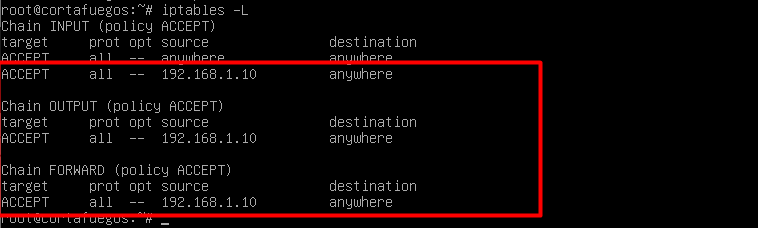 root@cortafuegos:~# iptables -L
Chain INPUT (policy ACCEPT)
target     prot opt source               destination
ACCEPT     all  --  anywhere             anywhere
ACCEPT     all  --  192.168.1.10         anywhere

Chain OUTPUT (policy ACCEPT)
target     prot opt source               destination
ACCEPT     all  --  192.168.1.10         anywhere

Chain FORWARD (policy ACCEPT)
target     prot opt source               destination
ACCEPT     all  --  192.168.1.10         anywhere
root@cortafuegos:~# _